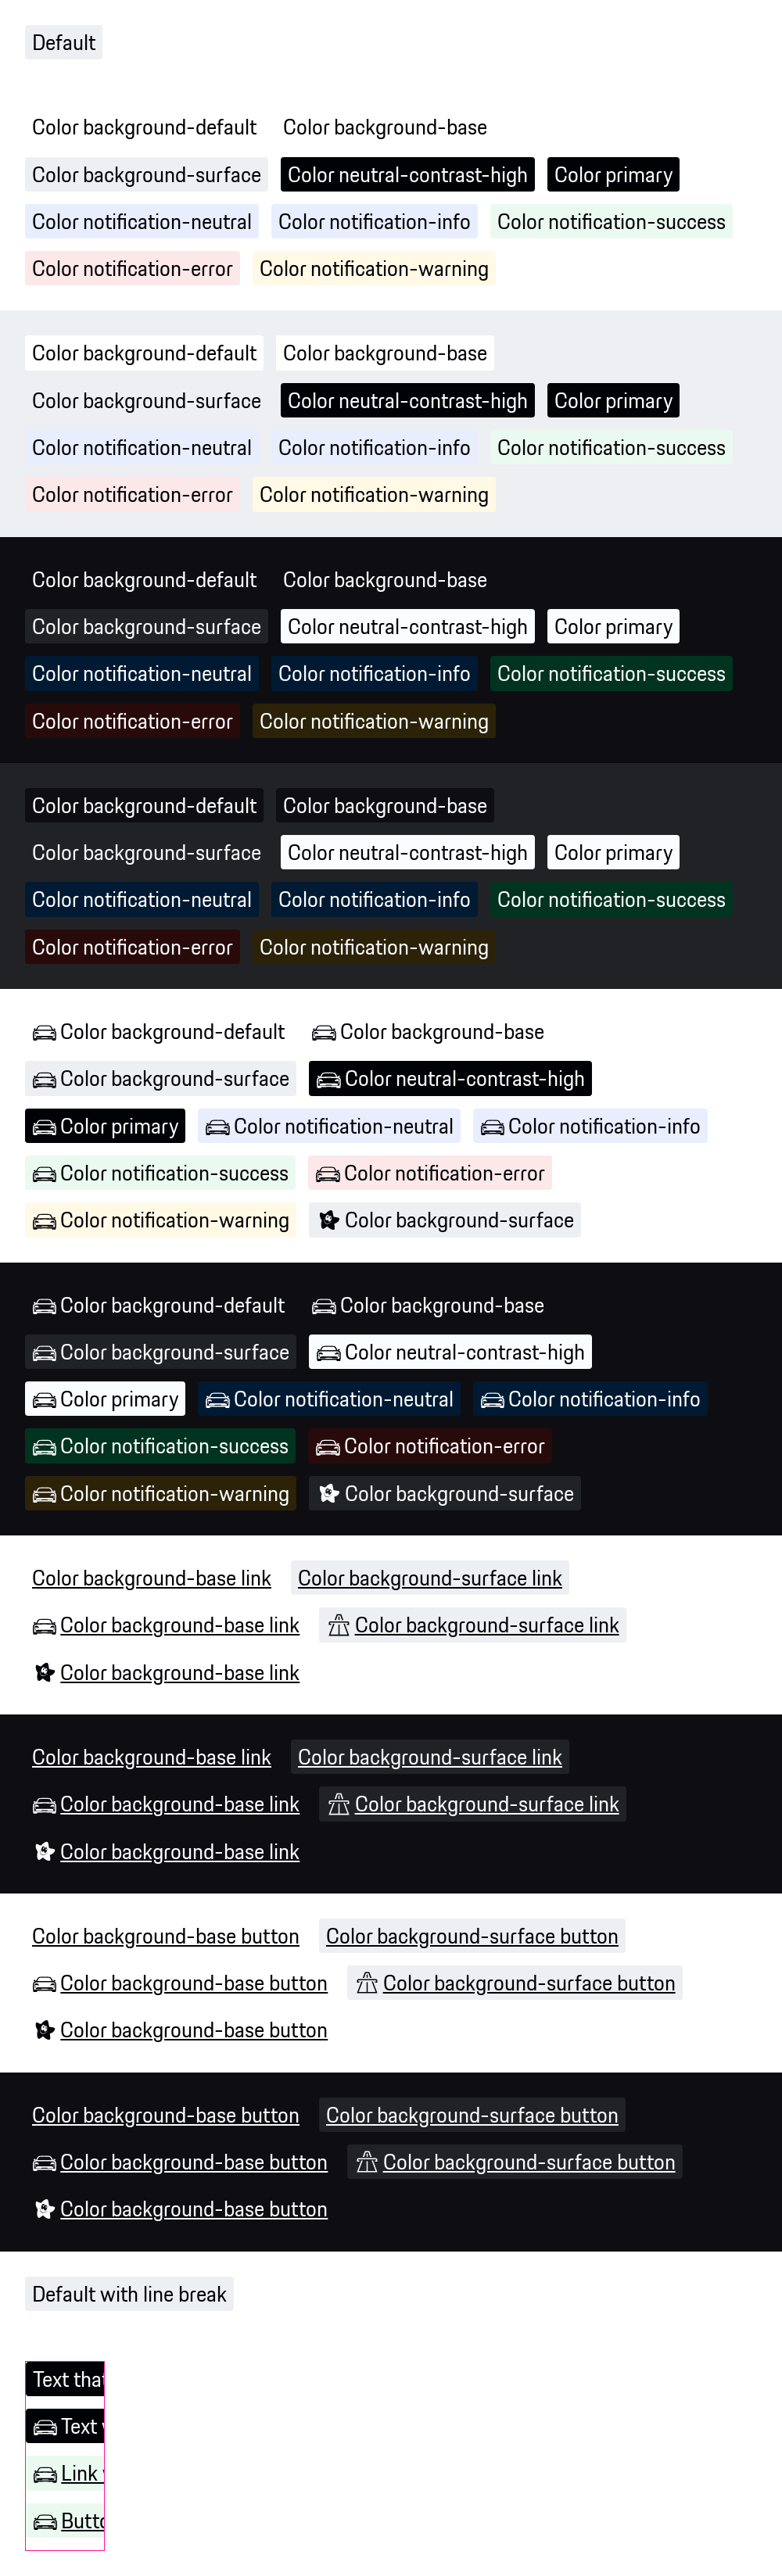 Default
Color background-default Color background-base
Color background-surface Color neutral-contrast-high Color primary
Color notification-neutral Color notification-info Color notification-success
Color notification-error Color notification-warning
Color background-default Color background-base
Color background-surface Color neutral-contrast-high Color primary
Color notification-neutral Color notification-info Color notification-success
Color notification-error Color notification-warning
Color background-default Color background-base
Color background-surface Color neutral-contrast-high Color primary
Color notification-neutral Color notification-info Color notification-success
Color notification-error Color notification-warning
Color background-default Color background-base
Color background-surface Color neutral-contrast-high Color primary
Color notification-neutral Color notification-info Color notification-success
Color notification-error Color notification-warning
Color background-default Color background-base
Color background-surface Color neutral-contrast-high
Color primary Color notification-neutral Color notification-info
Color notification-success Color notification-error
Color notification-warning Color background-surface
Color background-default Color background-base
Color background-surface Color neutral-contrast-high
Color primary Color notification-neutral Color notification-info
Color notification-success Color notification-error
Color notification-warning Color background-surface
Color background-base link Color background-surface link
Color background-base link Color background-surface link
Color background-base link
Color background-base link Color background-surface link
Color background-base link Color background-surface link
Color background-base link
Color background-base button Color background-surface button
Color background-base button Color background-surface button
Color background-base button
Color background-base button Color background-surface button
Color background-base button Color background-surface button
Color background-base button
Default with line break
Text that
Text
Link
Butto